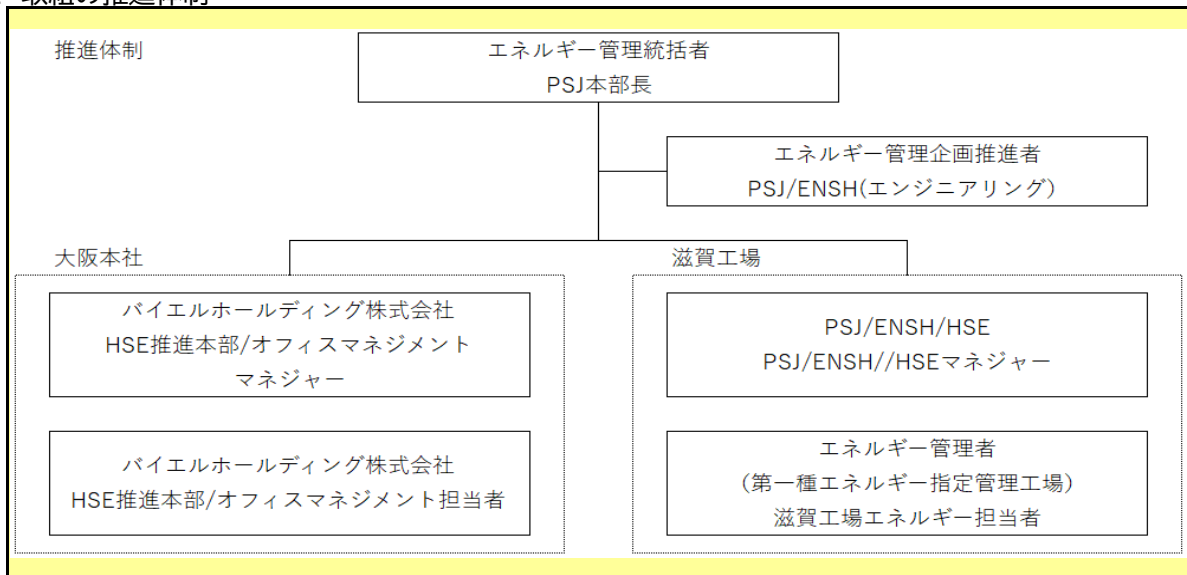 取組の推進体制
推進体制
エネルギー管理統括者
PSJ本部長
エネルギー管理企画推進者
PSJ/ENSH(エンジニアリング)
大阪本社
バイエルホールディング株式会社
HSE推進本部/オフィスマネジメント
マネジャー
バイエルホールディング株式会社
HSE推進本部/オフィスマネジメント担当者
滋賀工場
PSJ/ENSH/HSE
PSJ/ENSH//HSEマネジャー
エネルギー管理者
(第一種エネルギー指定管理工場)
滋賀工場エネルギー担当者